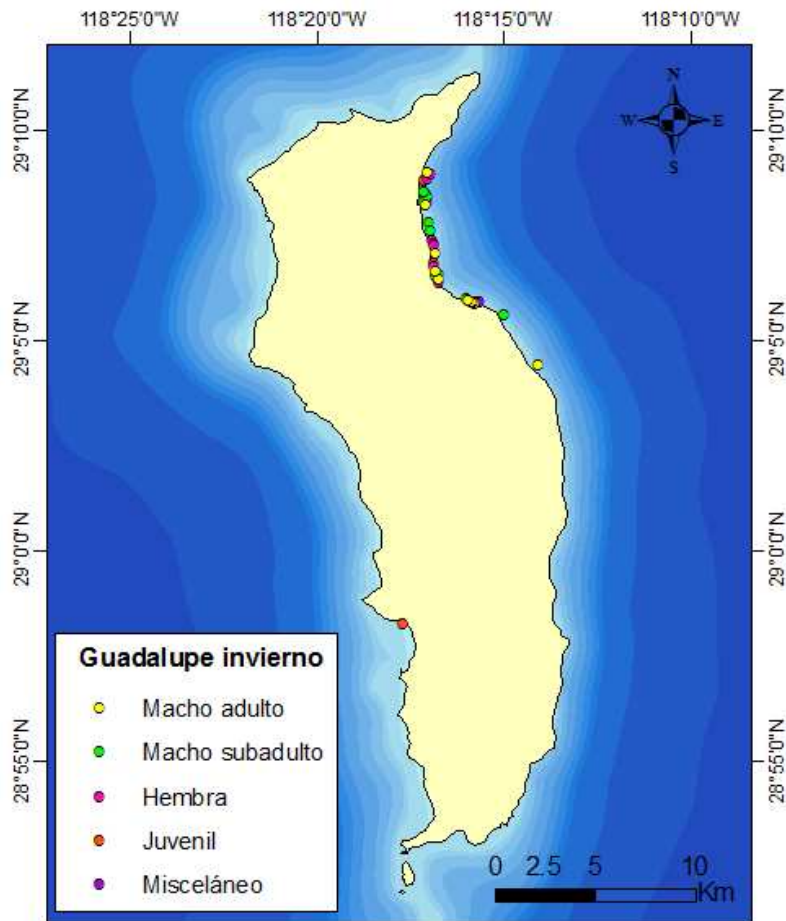 118°25'0"W 118°20'0"W 118°15'0"W 118°10'0"W
N
W E
S
29°10'0"N 29°10'0"N
29°5'0"N 29°5'0"N
29°0'0"N 29°0'0"N
28°55'0"N 28°55'0"N
Guadalupe invierno
Macho adulto
Macho subadulto
Hembra
Juvenil
Misceláneo
0 2.5 5 10
Km